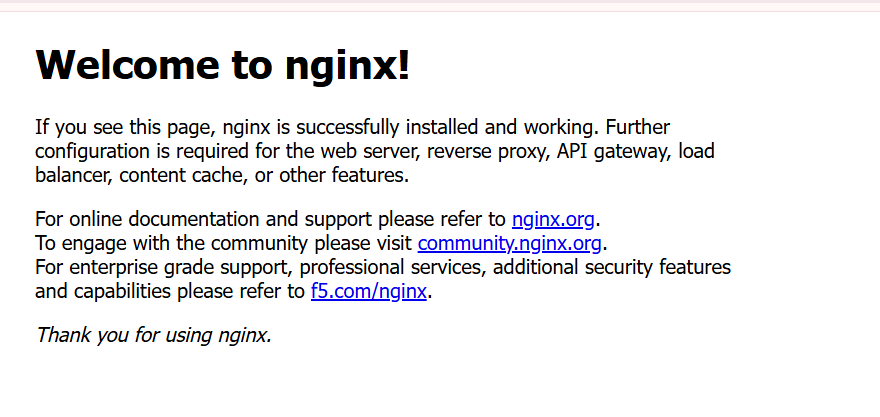 Welcome to nginx!
If you see this page, nginx is successfully installed and working. Further
configuration is required for the web server, reverse proxy, API gateway, load
balancer, content cache, or other features.
For online documentation and support please refer to nginx.org.
To engage with the community please visit community.nginx.org.
For enterprise grade support, professional services, additional security features
and capabilities please refer to f5.com/nginx.
Thank you for using nginx.